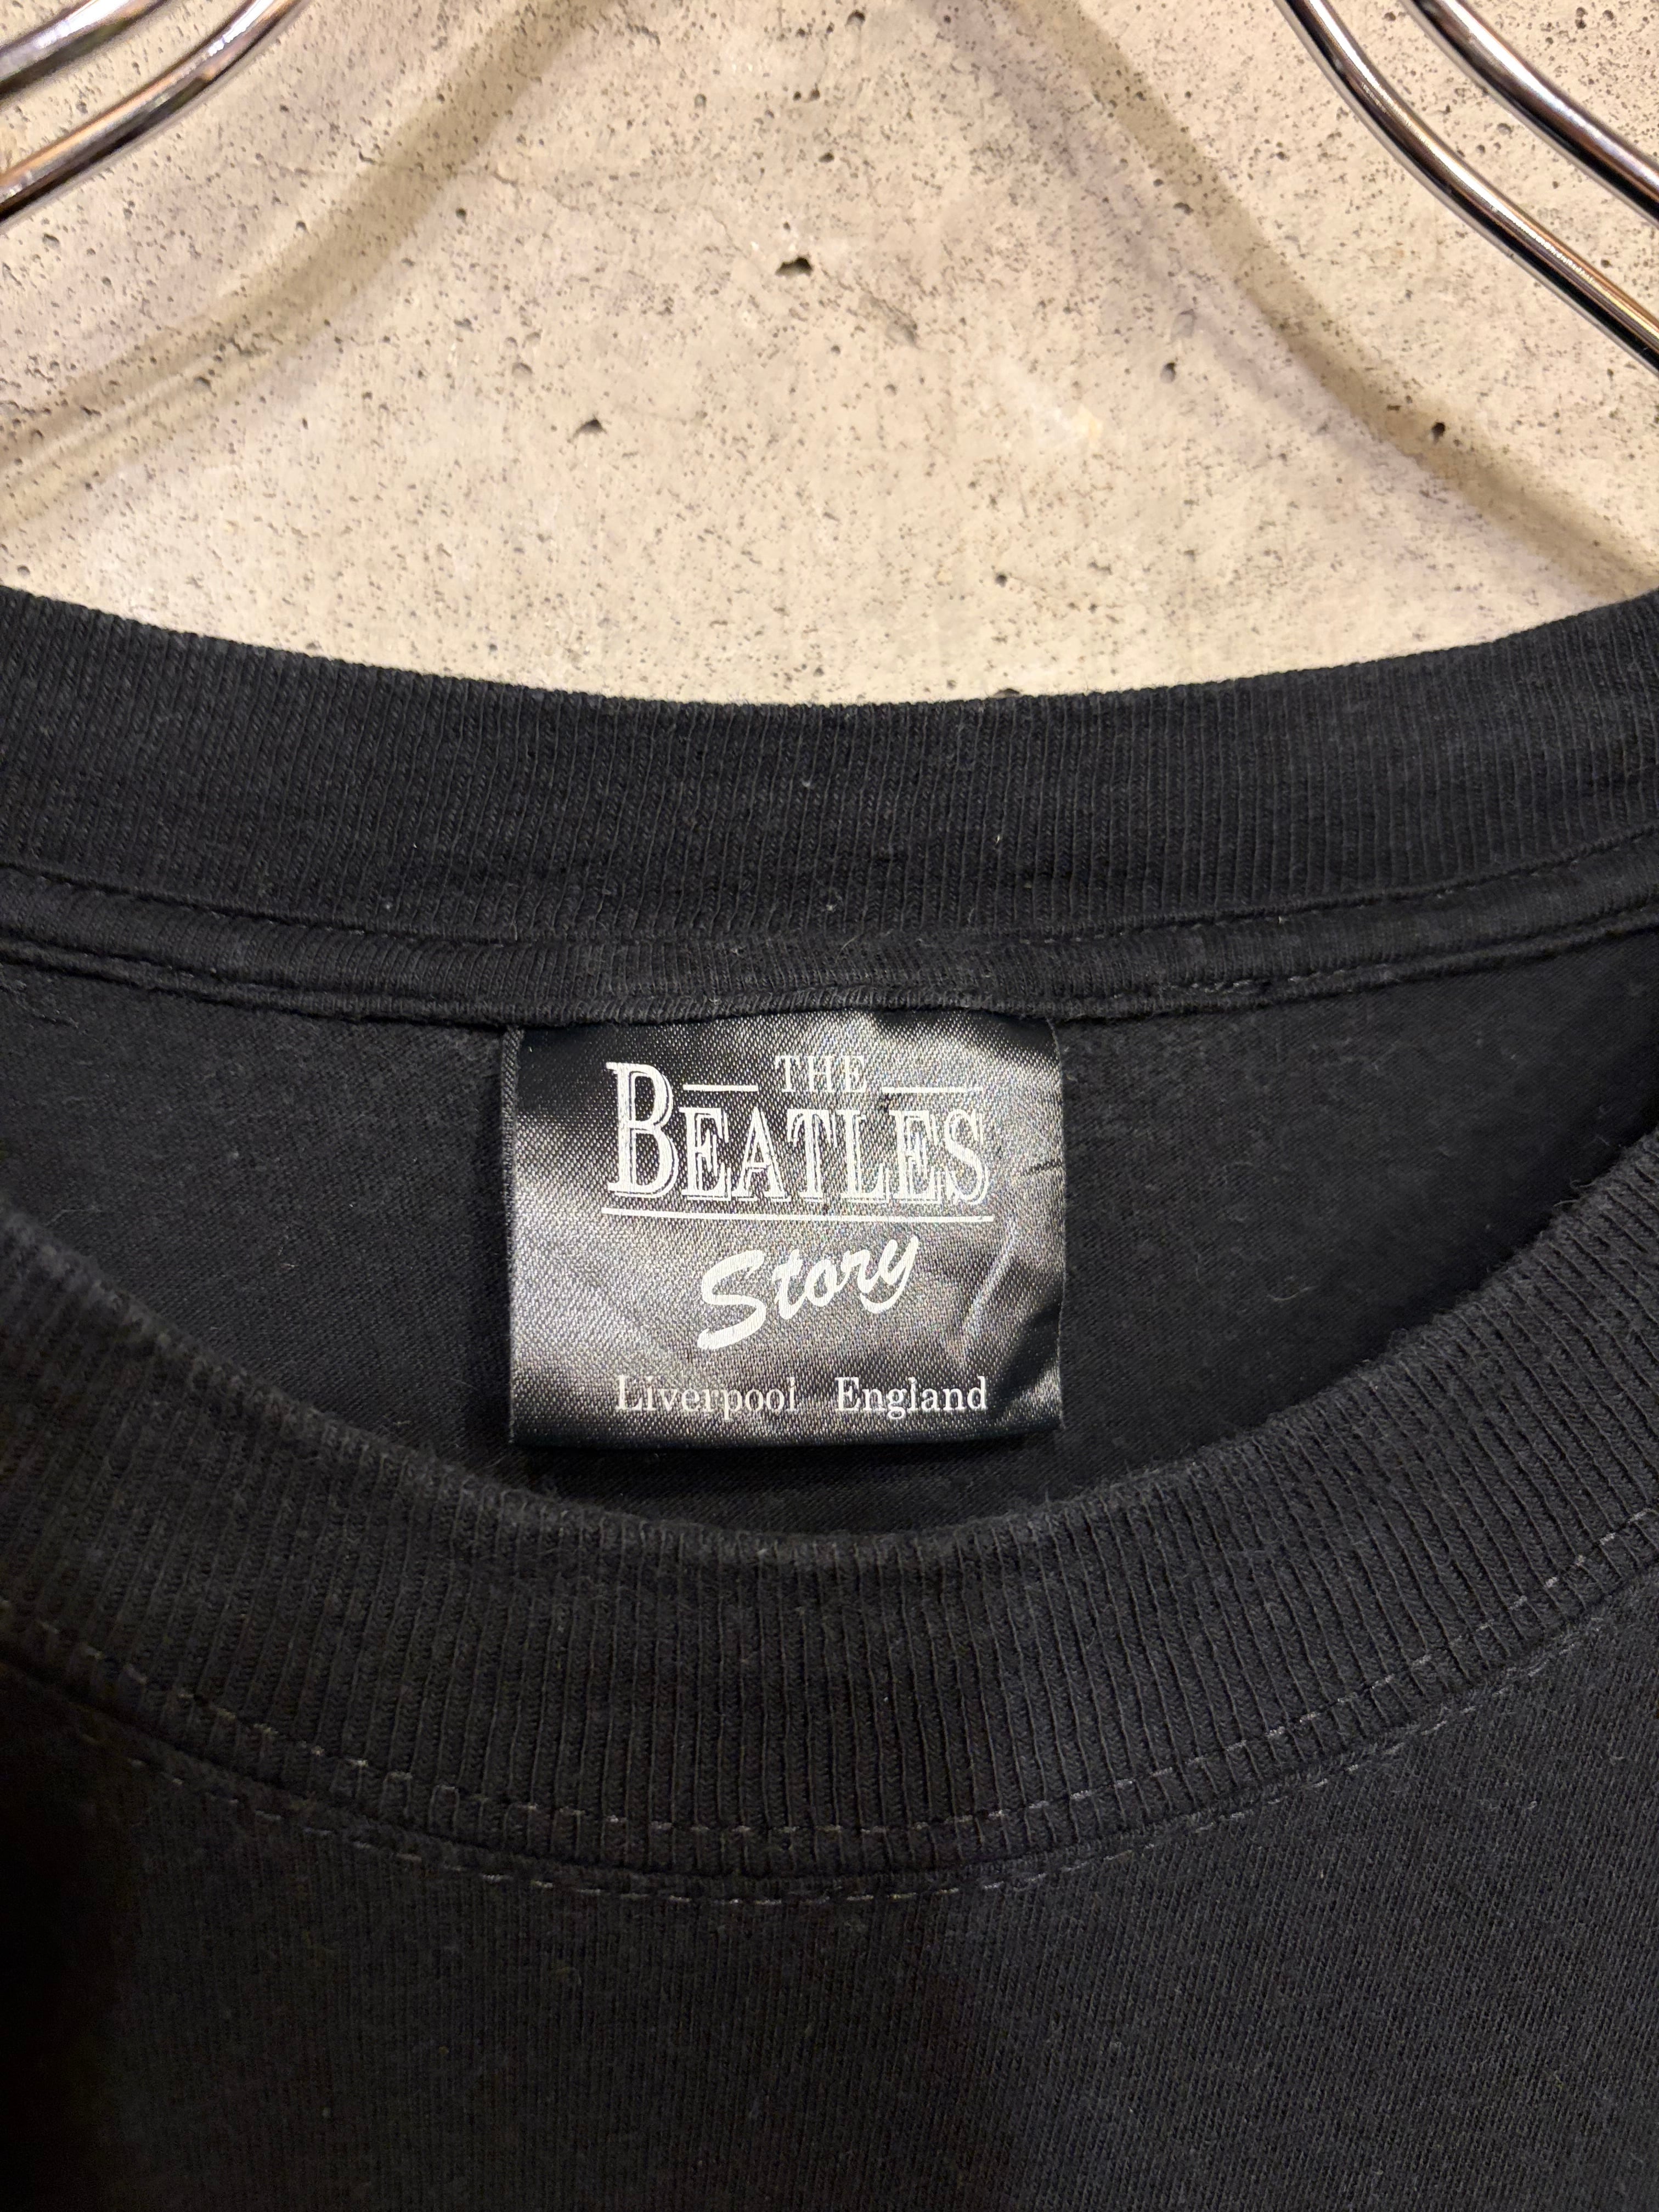 THE
BEATLES
Story
Liverpool England